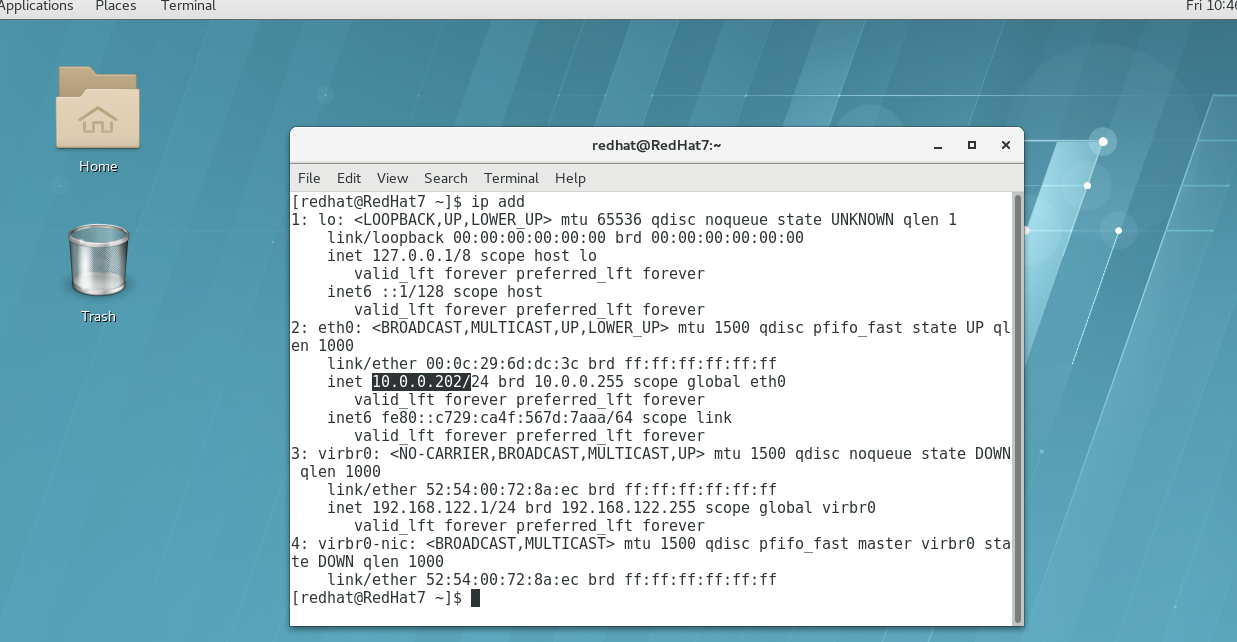 Applications Places Terminal Fri 10:46
Home
Trash
redhat@RedHat7:~
File Edit View Search Terminal Help
[redhat@RedHat7 ~]$ ip add
1: lo: <LOOPBACK,UP,LOWER_UP> mtu 65536 qdisc noqueue state UNKNOWN qlen 1
    link/loopback 00:00:00:00:00:00 brd 00:00:00:00:00:00
    inet 127.0.0.1/8 scope host lo
       valid_lft forever preferred_lft forever
    inet6 ::1/128 scope host
       valid_lft forever preferred_lft forever
2: eth0: <BROADCAST,MULTICAST,UP,LOWER_UP> mtu 1500 qdisc pfifo_fast state UP ql
en 1000
    link/ether 00:0c:29:6d:dc:3c brd ff:ff:ff:ff:ff:ff
    inet 10.0.0.202/24 brd 10.0.0.255 scope global eth0
       valid_lft forever preferred_lft forever
    inet6 fe80::c729:ca4f:567d:7aaa/64 scope link
       valid_lft forever preferred_lft forever
3: virbr0: <NO-CARRIER,BROADCAST,MULTICAST,UP> mtu 1500 qdisc noqueue state DOWN
 qlen 1000
    link/ether 52:54:00:72:8a:ec brd ff:ff:ff:ff:ff:ff
    inet 192.168.122.1/24 brd 192.168.122.255 scope global virbr0
       valid_lft forever preferred_lft forever
4: virbr0-nic: <BROADCAST,MULTICAST> mtu 1500 qdisc pfifo_fast master virbr0 sta
te DOWN qlen 1000
    link/ether 52:54:00:72:8a:ec brd ff:ff:ff:ff:ff:ff
[redhat@RedHat7 ~]$